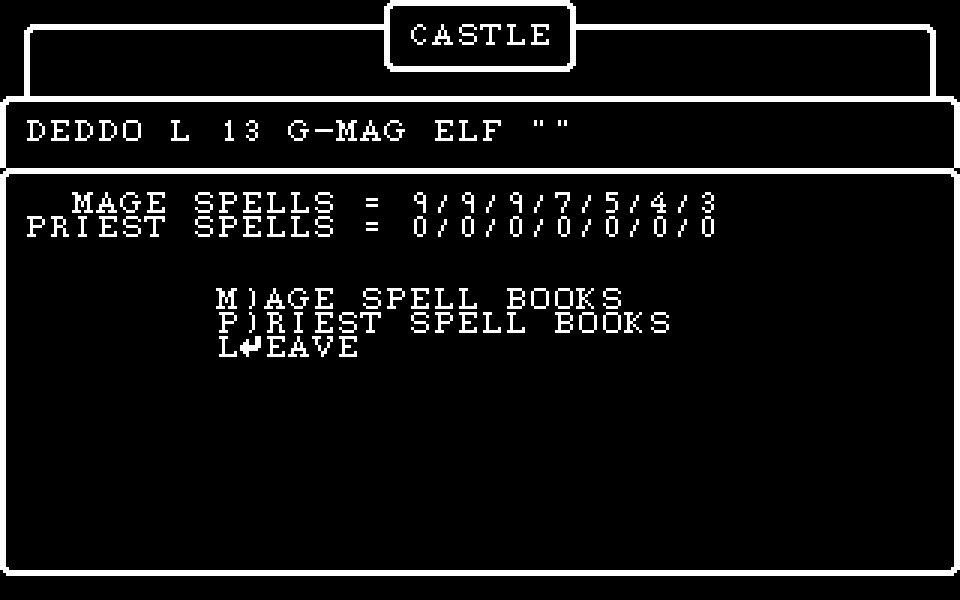 CASTLE
DEDDO L 13 G-MAG ELF ""
MAGE SPELLS = 9/9/9/7/5/4/3
PRIEST SPELLS = 0/0/0/0/0/0/0
M)AGE SPELL BOOKS
P)RIEST SPELL BOOKS
L↵EAVE